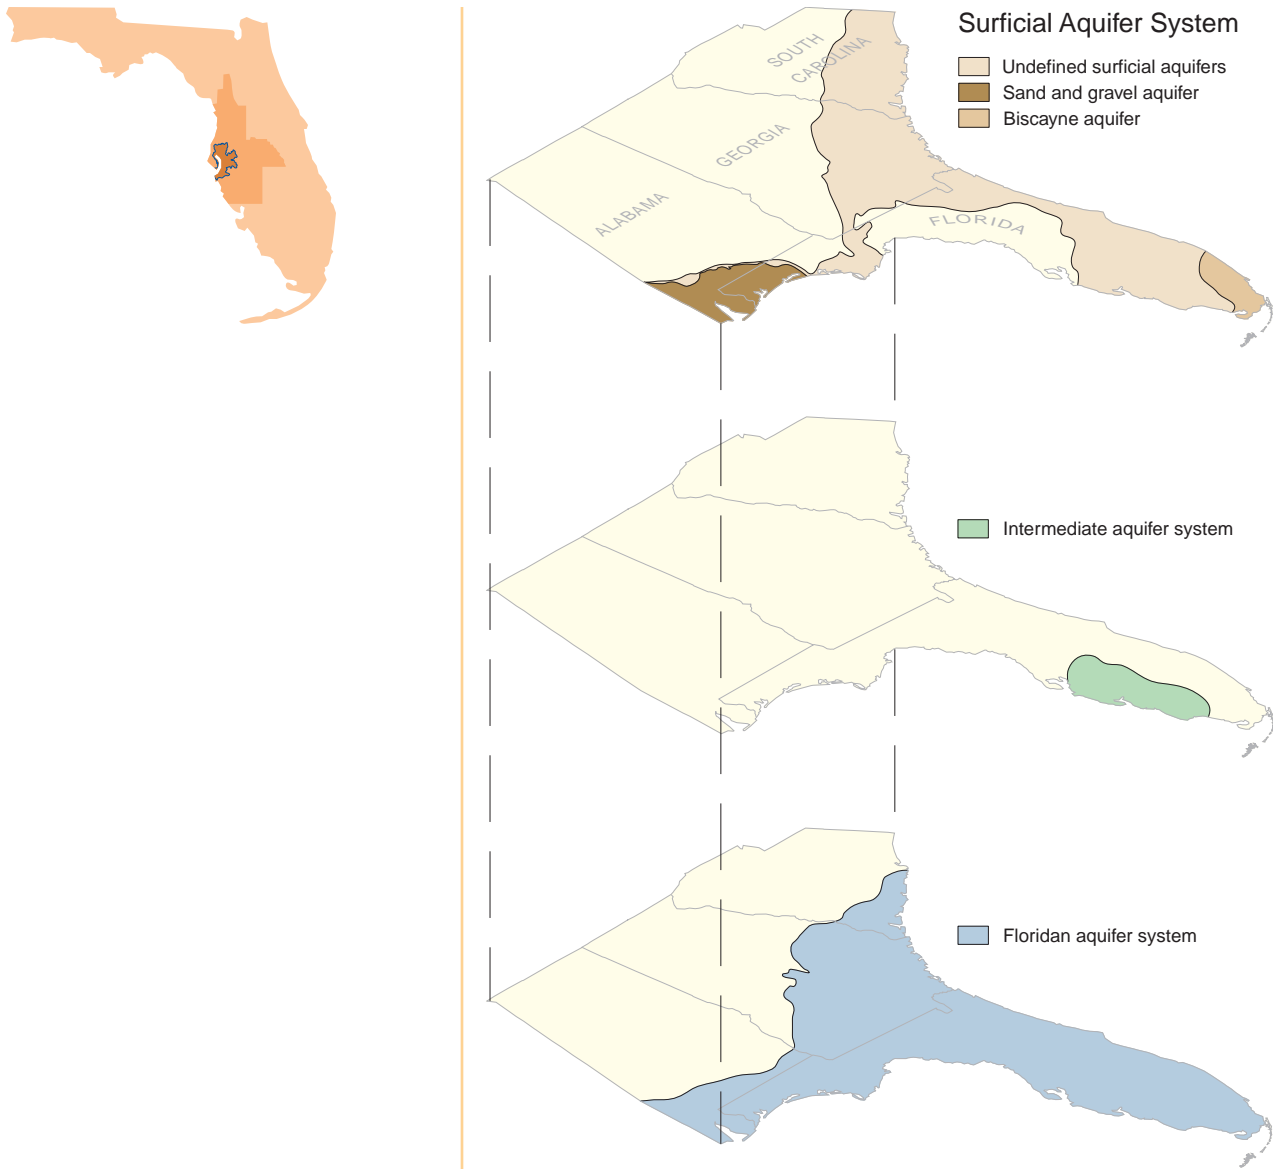 Surficial Aquifer System
Undefined surficial aquifers
Sand and gravel aquifer
Biscayne aquifer
SOUTH
CAROLINA
GEORGIA
ALABAMA
FLORIDA
Intermediate aquifer system
Floridan aquifer system